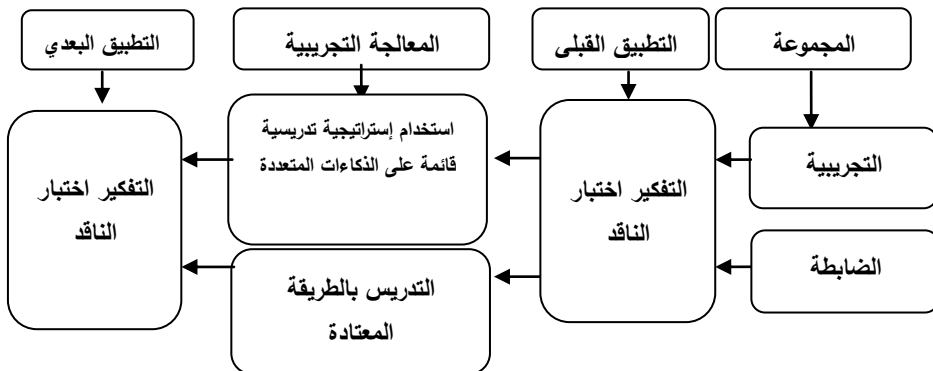 المجموعة
التطبيق القبلى
المعالجة التجريبية
التطبيق البعدي
التجريبية
الضابطة
التفكير اختبار
الناقد
استخدام إستراتيجية تدريسية
قائمة على الذكاءات المتعددة
التدريس بالطريقة
المعتادة
التفكير اختبار
الناقد